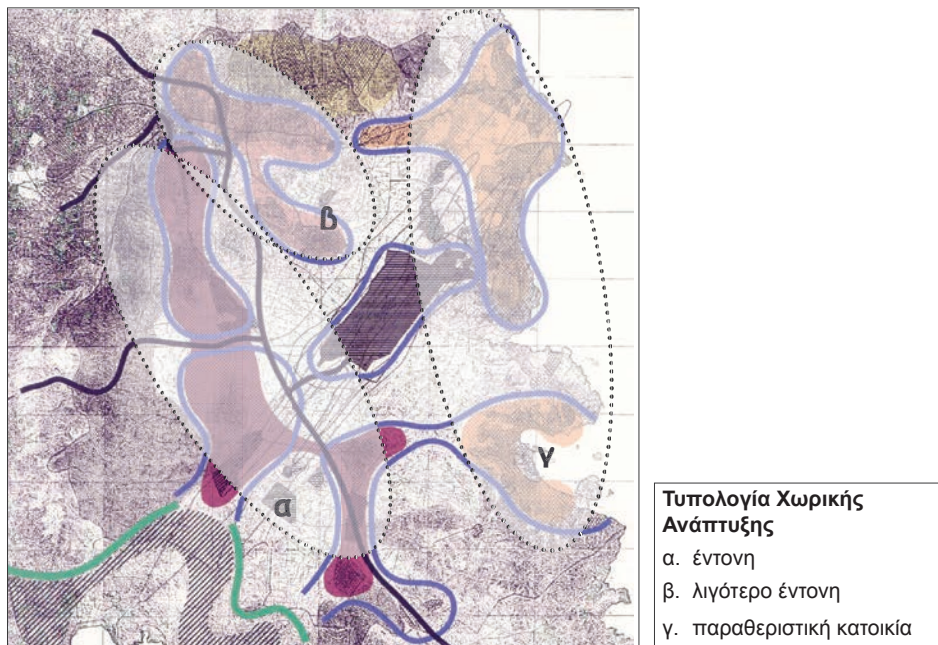 β
γ
α
Τυπολογία Χωρικής
Ανάπτυξης
α. έντονη
β. λιγότερο έντονη
γ. παραθεριστική κατοικία